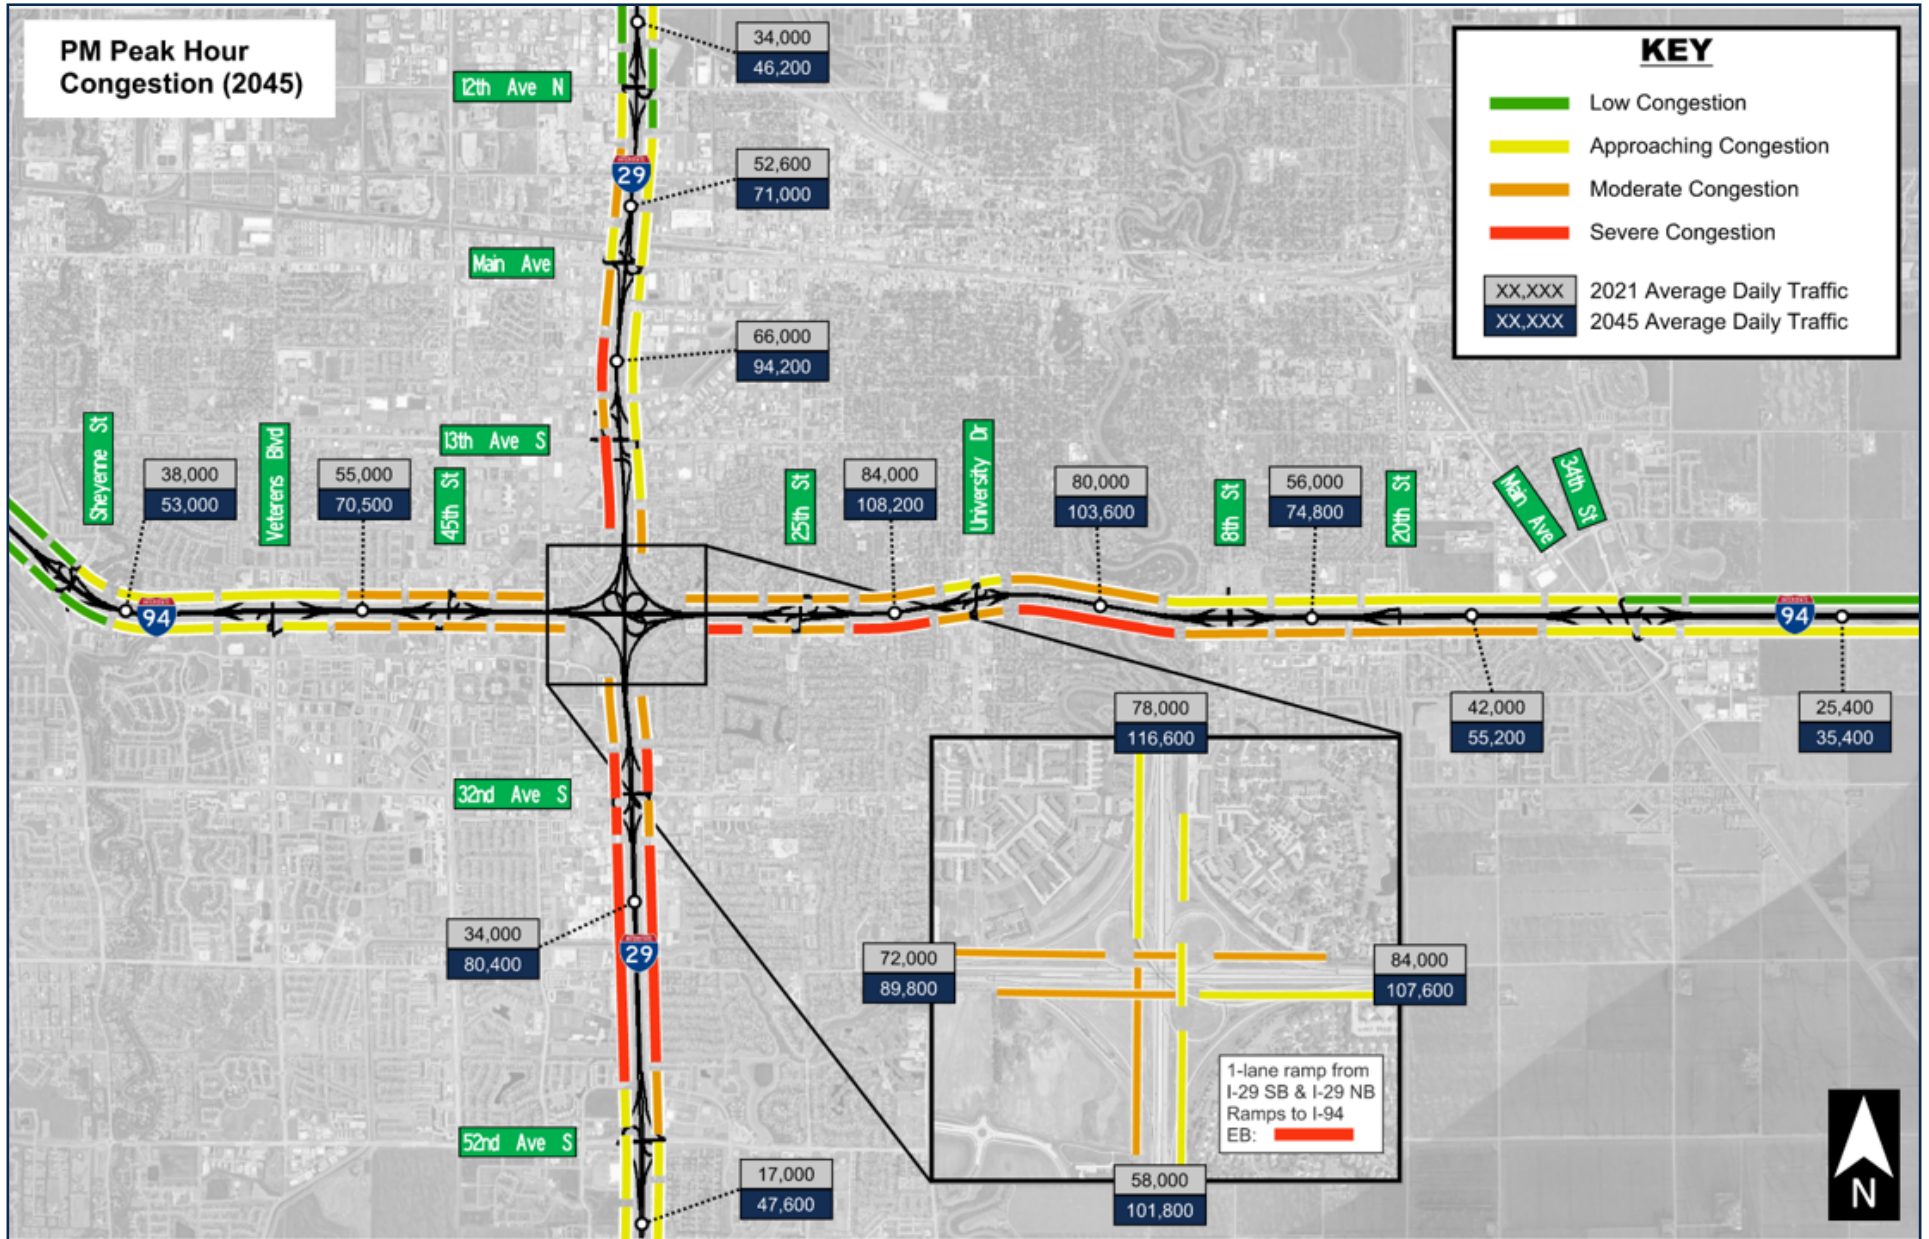 PM Peak Hour
Congestion (2045)
KEY
Low Congestion
Approaching Congestion
Moderate Congestion
Severe Congestion
XX,XXX 2021 Average Daily Traffic
XX,XXX 2045 Average Daily Traffic
34,000
46,200
12th Ave N
INTERSTATE
29
52,600
71,000
Main Ave
66,000
94,200
13th Ave S
Sheyenne St
38,000
53,000
Veterens Blvd
55,000
70,500
45th St
25th St
84,000
108,200
University Dr
80,000
103,600
8th St
56,000
74,800
20th St
Main Ave
34th St
INTERSTATE
94
INTERSTATE
94
42,000
55,200
25,400
35,400
32nd Ave S
34,000
80,400
INTERSTATE
29
52nd Ave S
17,000
47,600
78,000
116,600
72,000
89,800
84,000
107,600
1-lane ramp from
I-29 SB & I-29 NB
Ramps to I-94
EB:
58,000
101,800
N